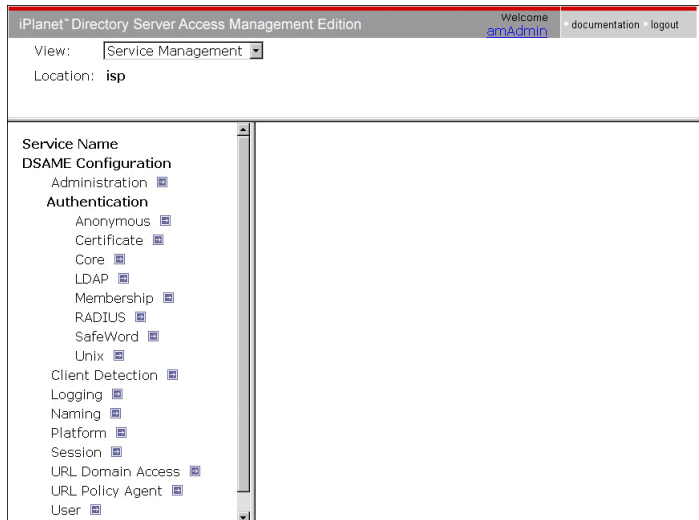 iPlanet™ Directory Server Access Management Edition
Welcome
amAdmin
documentation
logout
View: Service Management
Location: isp
Service Name
DSAME Configuration
Administration
Authentication
Anonymous
Certificate
Core
LDAP
Membership
RADIUS
SafeWord
Unix
Client Detection
Logging
Naming
Platform
Session
URL Domain Access
URL Policy Agent
User